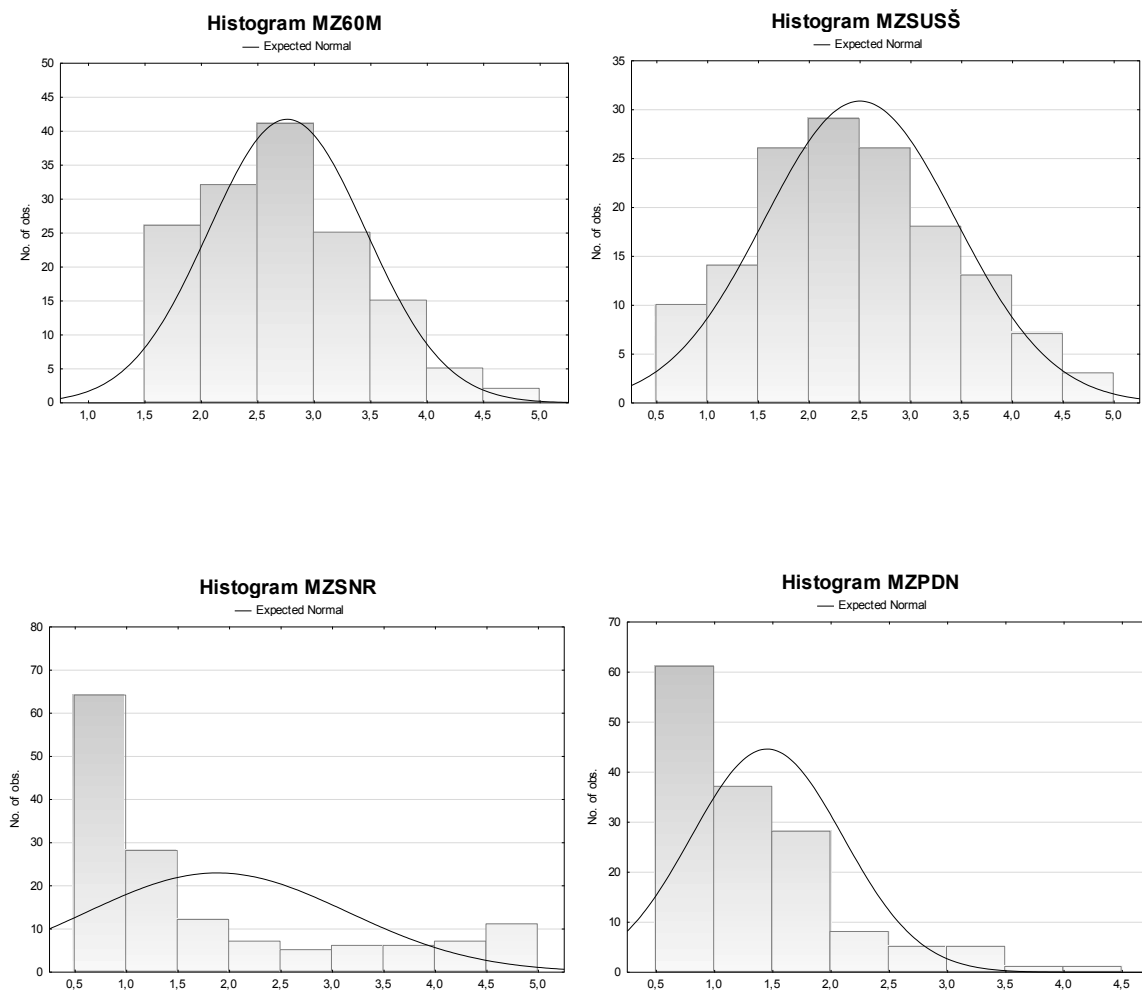 Histogram MZ60M
Expected Normal
50
45
40
35
30
25
20
15
10
5
0
No. of obs.
1,0 1,5 2,0 2,5 3,0 3,5 4,0 4,5 5,0
Histogram MZSUSŠ
Expected Normal
35
30
25
20
15
10
5
0
No. of obs.
0,5 1,0 1,5 2,0 2,5 3,0 3,5 4,0 4,5 5,0
Histogram MZSNR
Expected Normal
80
70
60
50
40
30
20
10
0
No. of obs.
0,5 1,0 1,5 2,0 2,5 3,0 3,5 4,0 4,5 5,0
Histogram MZPDN
Expected Normal
70
60
50
40
30
20
10
0
No. of obs.
0,5 1,0 1,5 2,0 2,5 3,0 3,5 4,0 4,5